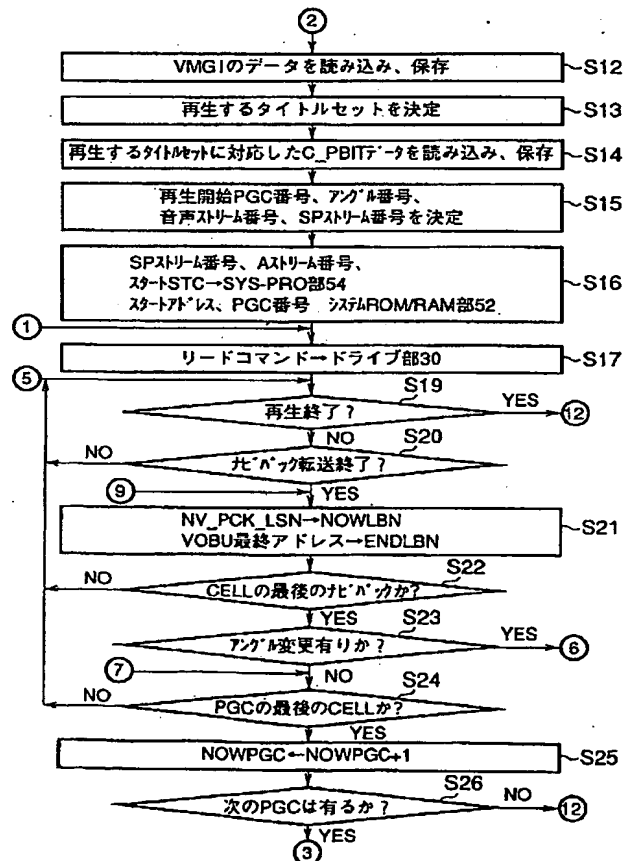 ②
VMGIのデータを読み込み、保存 S12
再生するタイトルセットを決定 S13
再生するタイトルセットに対応したC_PBITデータを読み込み、保存 S14
再生開始PGC番号、アングル番号、
音声ストリーム番号、SPストリーム番号を決定 S15
SPストリーム番号、Aストリーム番号、
スタートSTC→SYS-PRO部54 S16
スタートアドレス、PGC番号 システムROM/RAM部52
①
リードコマンド→ドライブ部30 S17
⑤ S19
再生終了? YES ⑫
NO S20
NO ナビパック転送終了?
⑨ YES
NV_PCK_LSN→NOWLBN
VOBU最終アドレス→ENDLBN S21
S22
NO CELLの最後のナビパックか?
YES S23
アングル変更有りか? YES ⑥
⑦ NO S24
NO PGCの最後のCELLか?
YES
NOWPGC←NOWPGC+1 S25
S26
次のPGCは有るか? NO ⑫
YES
③